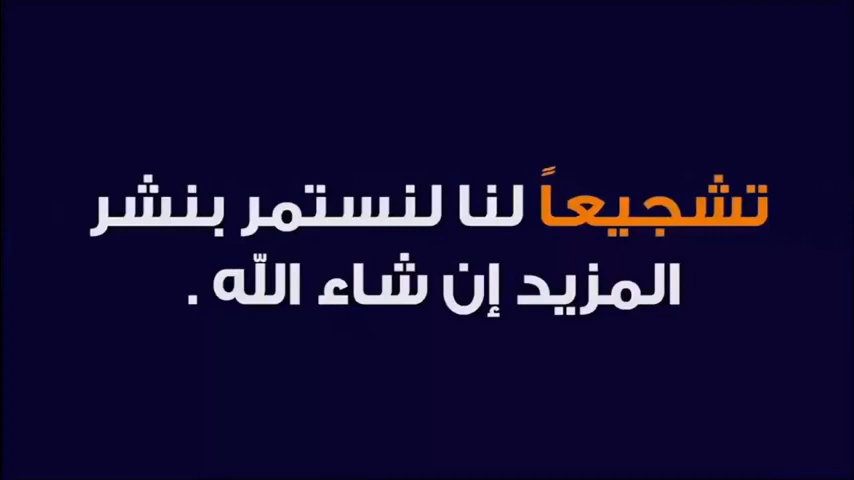 تشجيعاً لنا لنستمر بنشر
المزيد إن شاء الله .